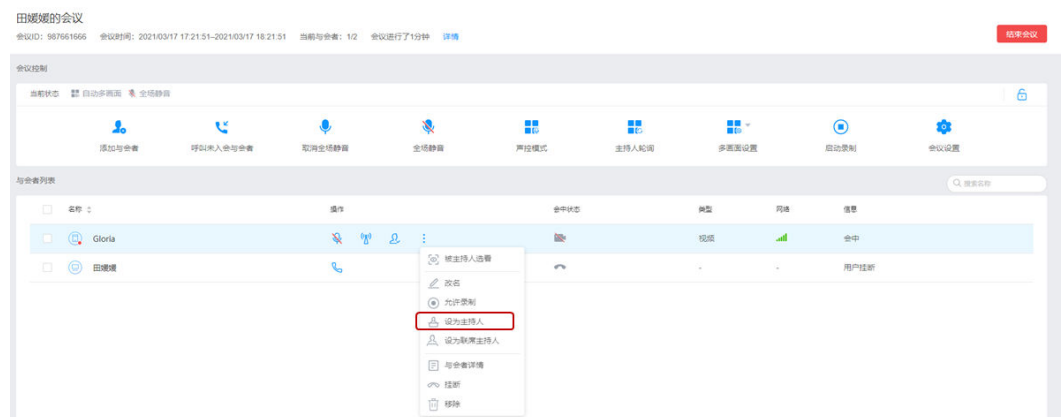 田媛媛的会议
会议ID: 987661666 会议时间: 2021/03/17 17:21:51-2021/03/17 18:21:51 当前与会者: 1/2 会议进行了1分钟 详情
结束会议
会议控制
当前状态 自动多画面 全场静音
添加与会者 呼叫未入会与会者 取消全场静音 全场静音 声控模式 主持人轮询 多画面设置 启动录制 会议设置
与会者列表
搜索名称
名称 操作 会中状态 类型 网络 信息
Gloria 视频 会中
被主持人选看
田媛媛 - - 用户挂断
改名
允许录制
设为主持人
设为联席主持人
与会者详情
挂断
移除